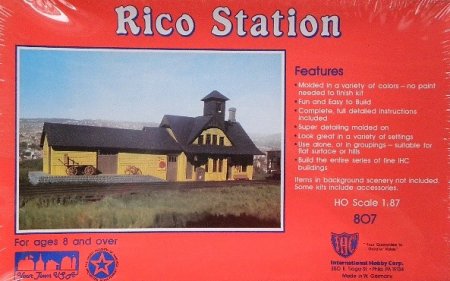 Rico Station
Features
• Molded in a variety of colors – no paint
needed to finish kit
• Fun and Easy to Build
• Complete, full detailed instructions
included
• Super detailing molded on
• Look great in a variety of settings
• Use alone, or in groupings – suitable for
flat surface or hills
• Build the entire series of fine IHC
buildings
Items in background scenery not included.
Some kits include accessories.
HO Scale 1:87
807
For ages 8 and over
Your Town U.S.A.
IHC
International Hobby Corp.
Made in W. Germany